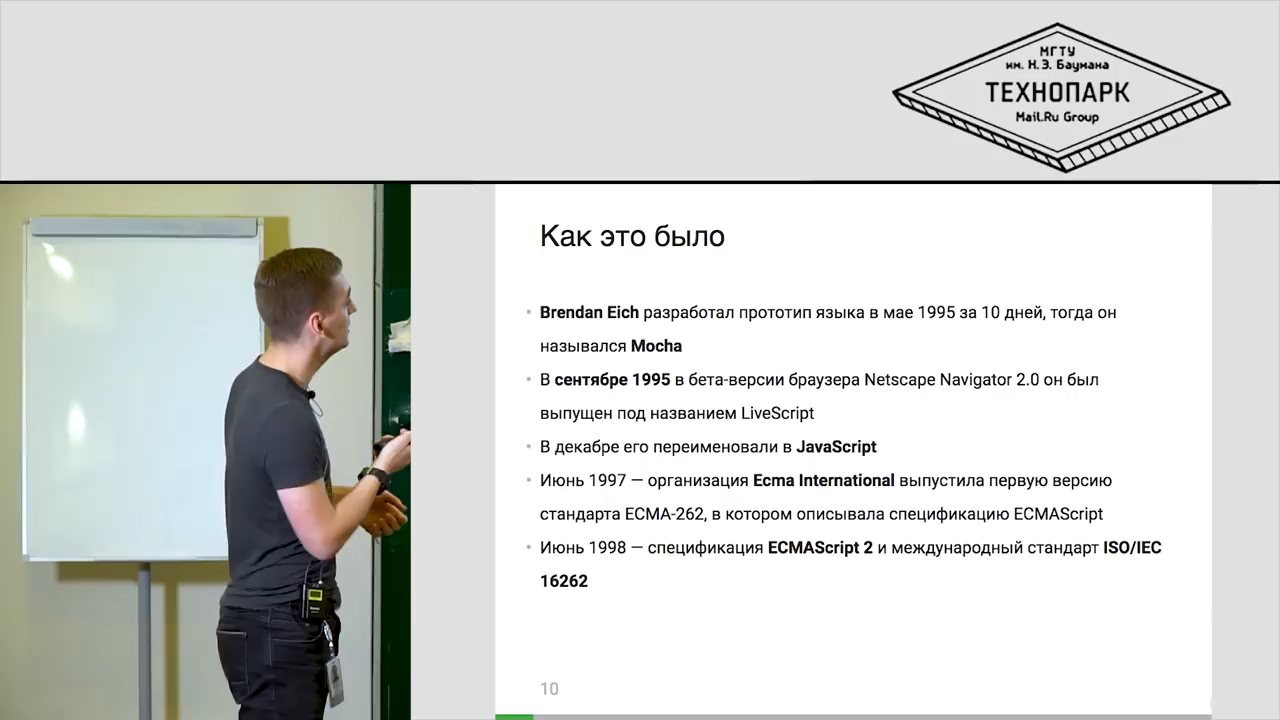 МГТУ
им. Н.Э. Баумана
ТЕХНОПАРК
Mail.Ru Group
Как это было
Brendan Eich разработал прототип языка в мае 1995 за 10 дней, тогда он
назывался Mocha
В сентябре 1995 в бета-версии браузера Netscape Navigator 2.0 он был
выпущен под названием LiveScript
В декабре его переименовали в JavaScript
Июнь 1997 — организация Ecma International выпустила первую версию
стандарта ECMA-262, в котором описывала спецификацию ECMAScript
Июнь 1998 — спецификация ECMAScript 2 и международный стандарт ISO/IEC
16262
10